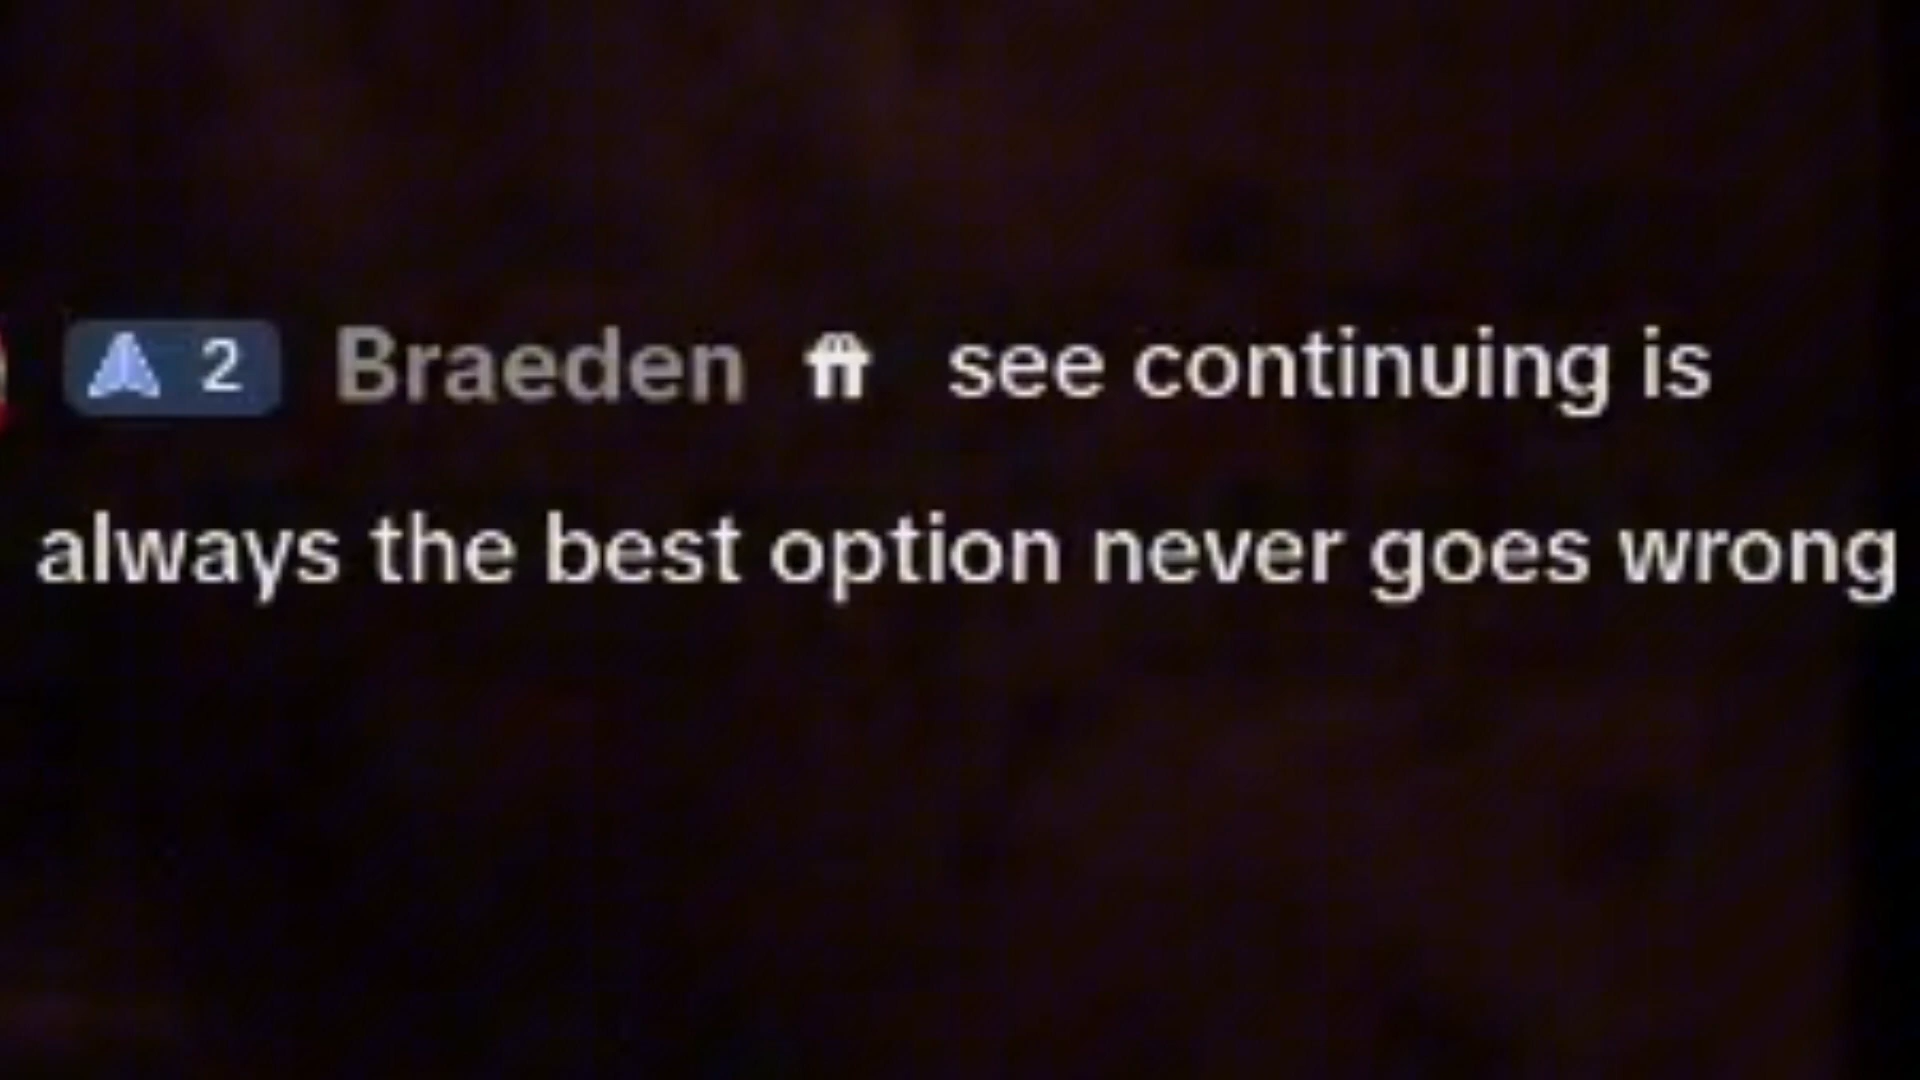 2 Braeden see continuing is
always the best option never goes wrong